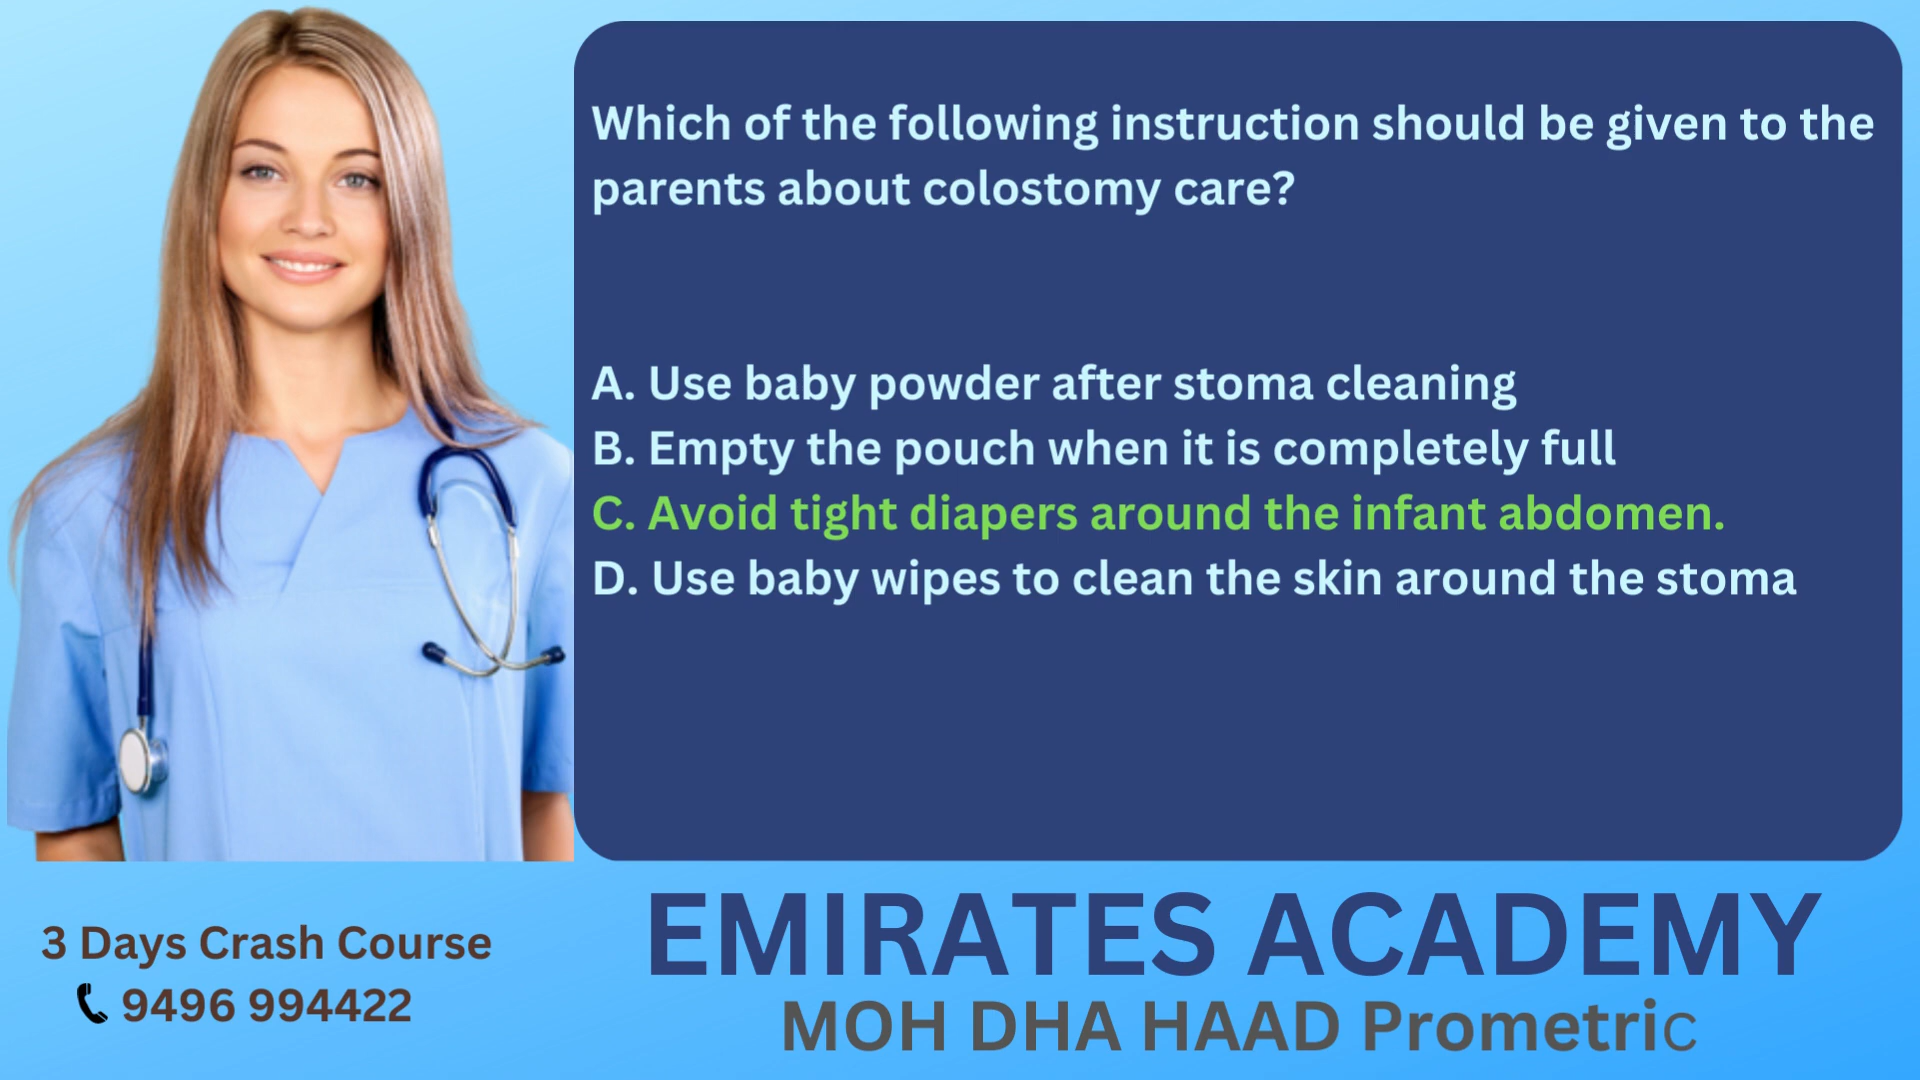 Which of the following instruction should be given to the
parents about colostomy care?
A. Use baby powder after stoma cleaning
B. Empty the pouch when it is completely full
C. Avoid tight diapers around the infant abdomen.
D. Use baby wipes to clean the skin around the stoma
3 Days Crash Course
9496 994422
EMIRATES ACADEMY
MOH DHA HAAD Prometric